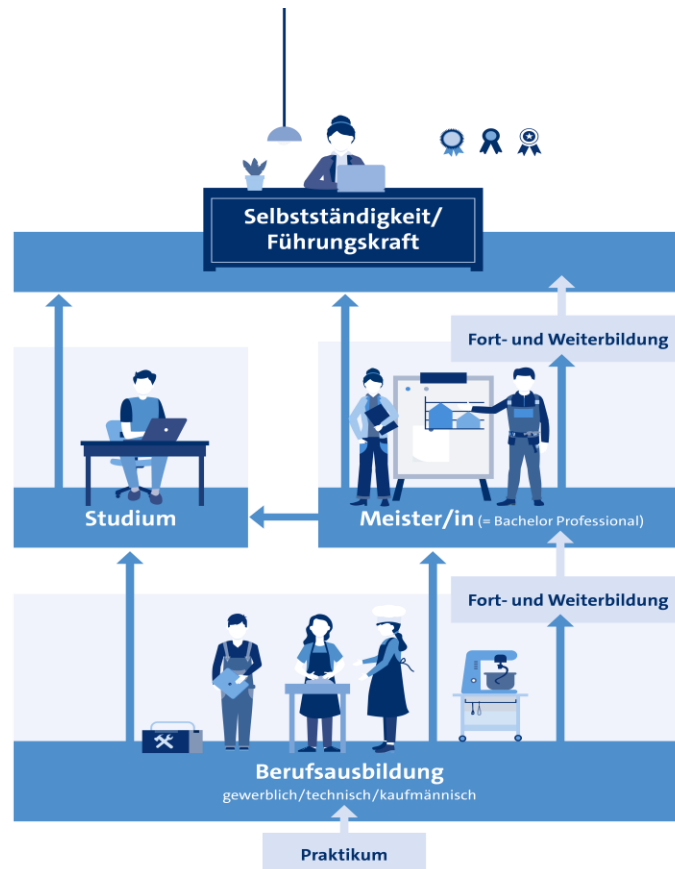 Selbstständigkeit/
Führungskraft
Fort- und Weiterbildung
Studium
Meister/in (= Bachelor Professional)
Fort- und Weiterbildung
Berufsausbildung
gewerblich/technisch/kaufmännisch
Praktikum